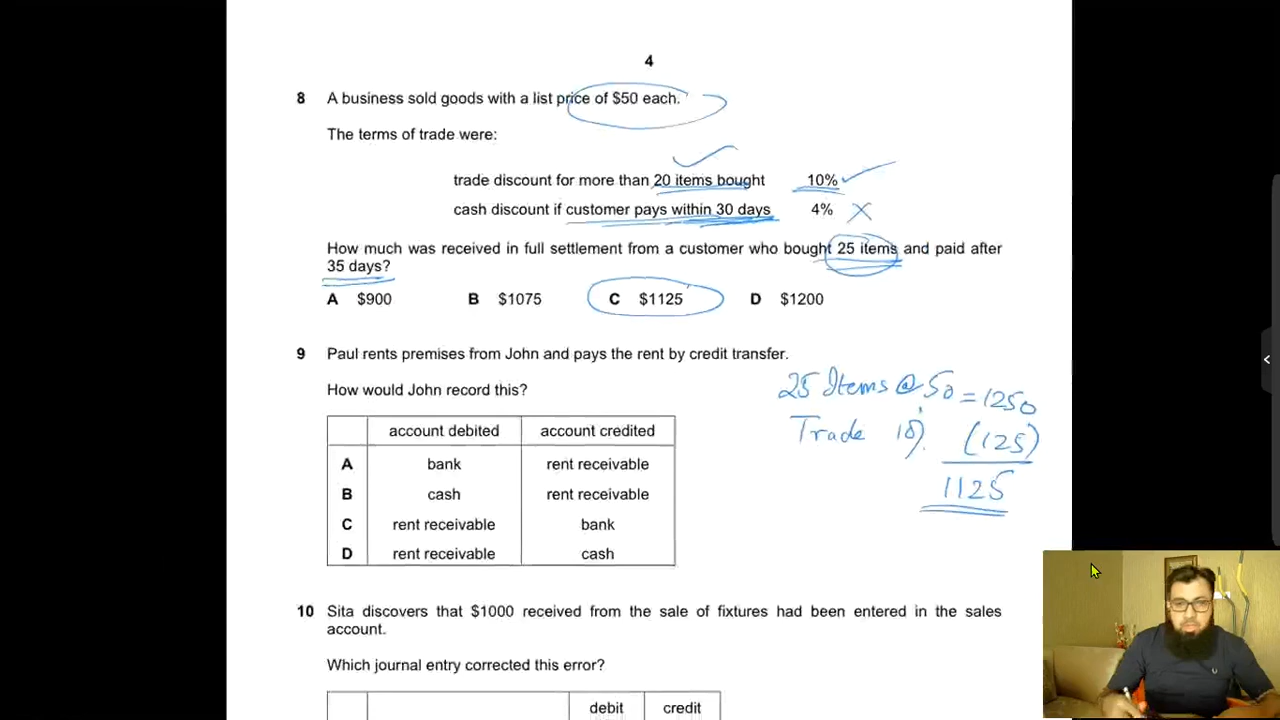 4
8 A business sold goods with a list price of $50 each.
The terms of trade were:
trade discount for more than 20 items bought 10%
cash discount if customer pays within 30 days 4%
How much was received in full settlement from a customer who bought 25 items and paid after
35 days?
A $900 B $1075 C $1125 D $1200
9 Paul rents premises from John and pays the rent by credit transfer.
How would John record this?
account debited account credited
A bank rent receivable
B cash rent receivable
C rent receivable bank
D rent receivable cash
25 Items @ 50 = 1250
Trade 10% (125)
1125
10 Sita discovers that $1000 received from the sale of fixtures had been entered in the sales
account.
Which journal entry corrected this error?
debit credit